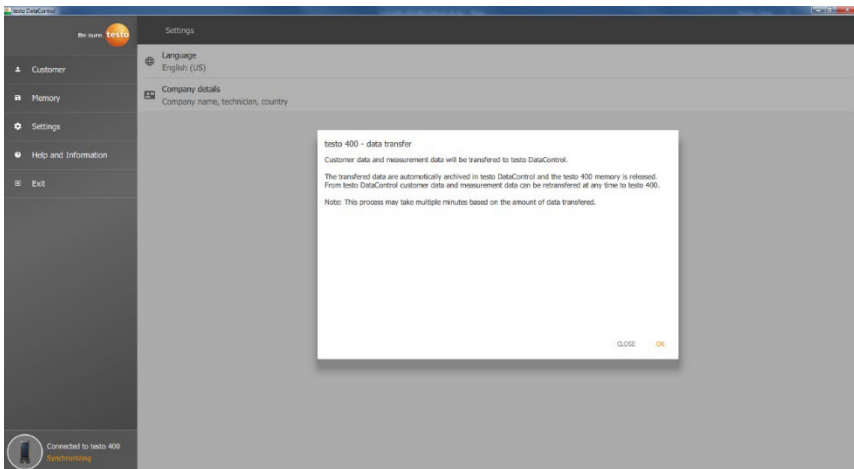 testo DataControl
Be sure. testo
Settings
Customer
Memory
Settings
Help and Information
Exit
Language
English (US)
Company details
Company name, technician, country
testo 400 - data transfer
Customer data and measurement data will be transfered to testo DataControl.
The transfered data are automatically archived in testo DataControl and the testo 400 memory is released.
From testo DataControl customer data and measurement data can be retransfered at any time to testo 400.
Note: This process may take multiple minutes based on the amount of data transfered.
CLOSE OK
Connected to testo 400
Synchronizing